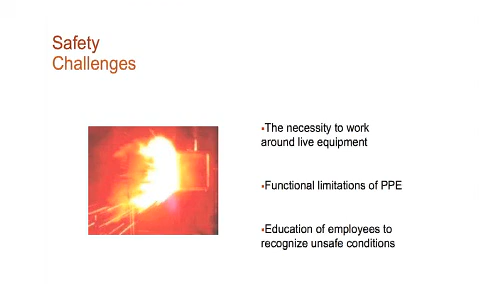 Safety
Challenges
▪The necessity to work
around live equipment
▪Functional limitations of PPE
▪Education of employees to
recognize unsafe conditions